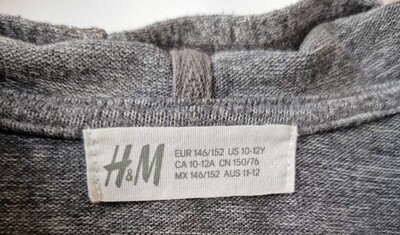 H&M
EUR 146/152 US 10-12Y
CA 10-12A CN 150/76
MX 146/152 AUS 11-12